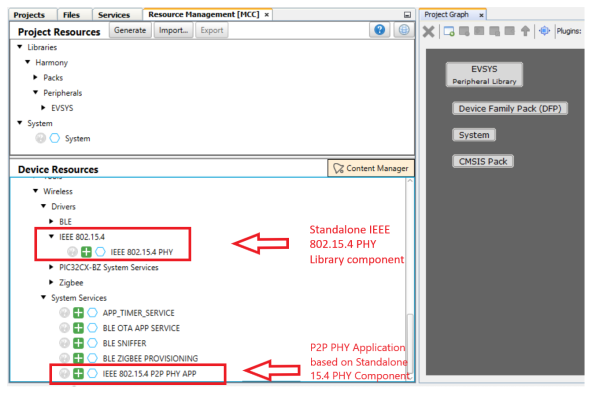 Projects Files Services Resource Management [MCC] ×
Project Resources Generate Import... Export
Libraries
Harmony
Packs
Peripherals
EVSYS
System
System
Device Resources Content Manager
Wireless
Drivers
BLE
IEEE 802.15.4
IEEE 802.15.4 PHY
PIC32CX-BZ System Services
Zigbee
System Services
APP_TIMER_SERVICE
BLE OTA APP SERVICE
BLE SNIFFER
BLE ZIGBEE PROVISIONING
IEEE 802.15.4 P2P PHY APP
Standalone IEEE
802.15.4 PHY
Library component
P2P PHY Application
based on Standalone
15.4 PHY Component
Project Graph ×
Plugins:
EVSYS
Peripheral Library
Device Family Pack (DFP)
System
CMSIS Pack